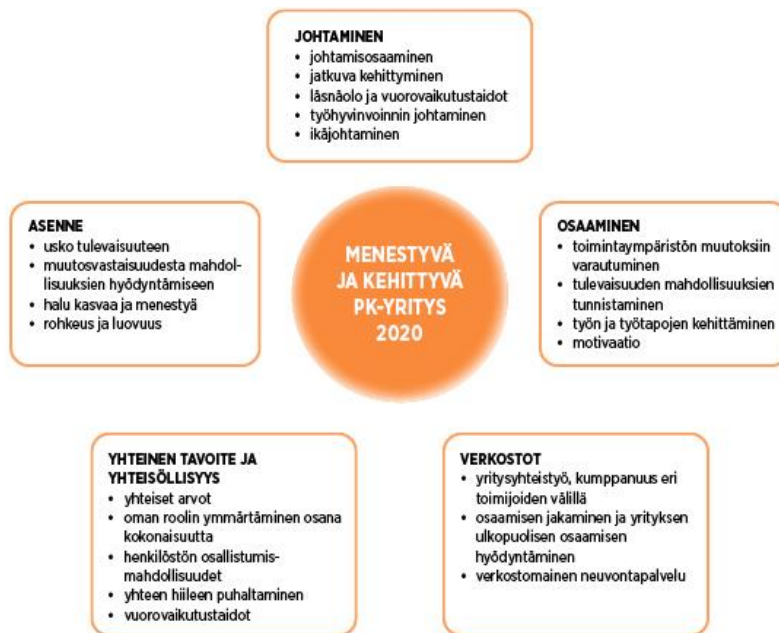 JOHTAMINEN
• johtamisosaaminen
• jatkuva kehittyminen
• läsnäolo ja vuorovaikutustaidot
• työhyvinvoinnin johtaminen
• ikäjohtaminen
ASENNE
• usko tulevaisuuteen
• muutosvastaisuudesta mahdol-
lisuuksien hyödyntämiseen
• halu kasvaa ja menestyä
• rohkeus ja luovuus
MENESTYVÄ
JA KEHITTYVÄ
PK-YRITYS
2020
OSAAMINEN
• toimintaympäristön muutoksiin
varautuminen
• tulevaisuuden mahdollisuuksien
tunnistaminen
• työn ja työtapojen kehittäminen
• motivaatio
YHTEINEN TAVOITE JA
YHTEISÖLLISYYS
• yhteiset arvot
• oman roolin ymmärtäminen osana
kokonaisuutta
• henkilöstön osallistumis-
mahdollisuudet
• yhteen hiileen puhaltaminen
• vuorovaikutustaidot
VERKOSTOT
• yritysyhteistyö, kumppanuus eri
toimijoiden välillä
• osaamisen jakaminen ja yrityksen
ulkopuolisen osaamisen
hyödyntäminen
• verkostomainen neuvontapalvelu